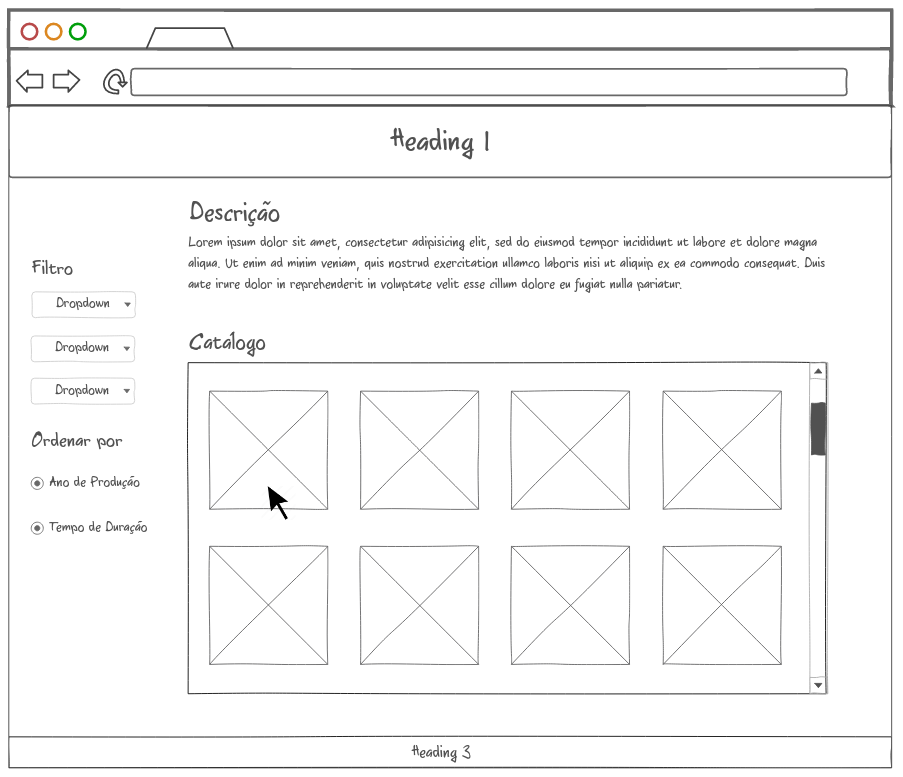 Heading 1
Descrição
Lorem ipsum dolor sit amet, consectetur adipisicing elit, sed do eiusmod tempor incididunt ut labore et dolore magna
aliqua. Ut enim ad minim veniam, quis nostrud exercitation ullamco laboris nisi ut aliquip ex ea commodo consequat. Duis
aute irure dolor in reprehenderit in voluptate velit esse cillum dolore eu fugiat nulla pariatur.
Filtro
Dropdown
Dropdown
Dropdown
Ordenar por
Ano de Produção
Tempo de Duração
Catálogo
Heading 3